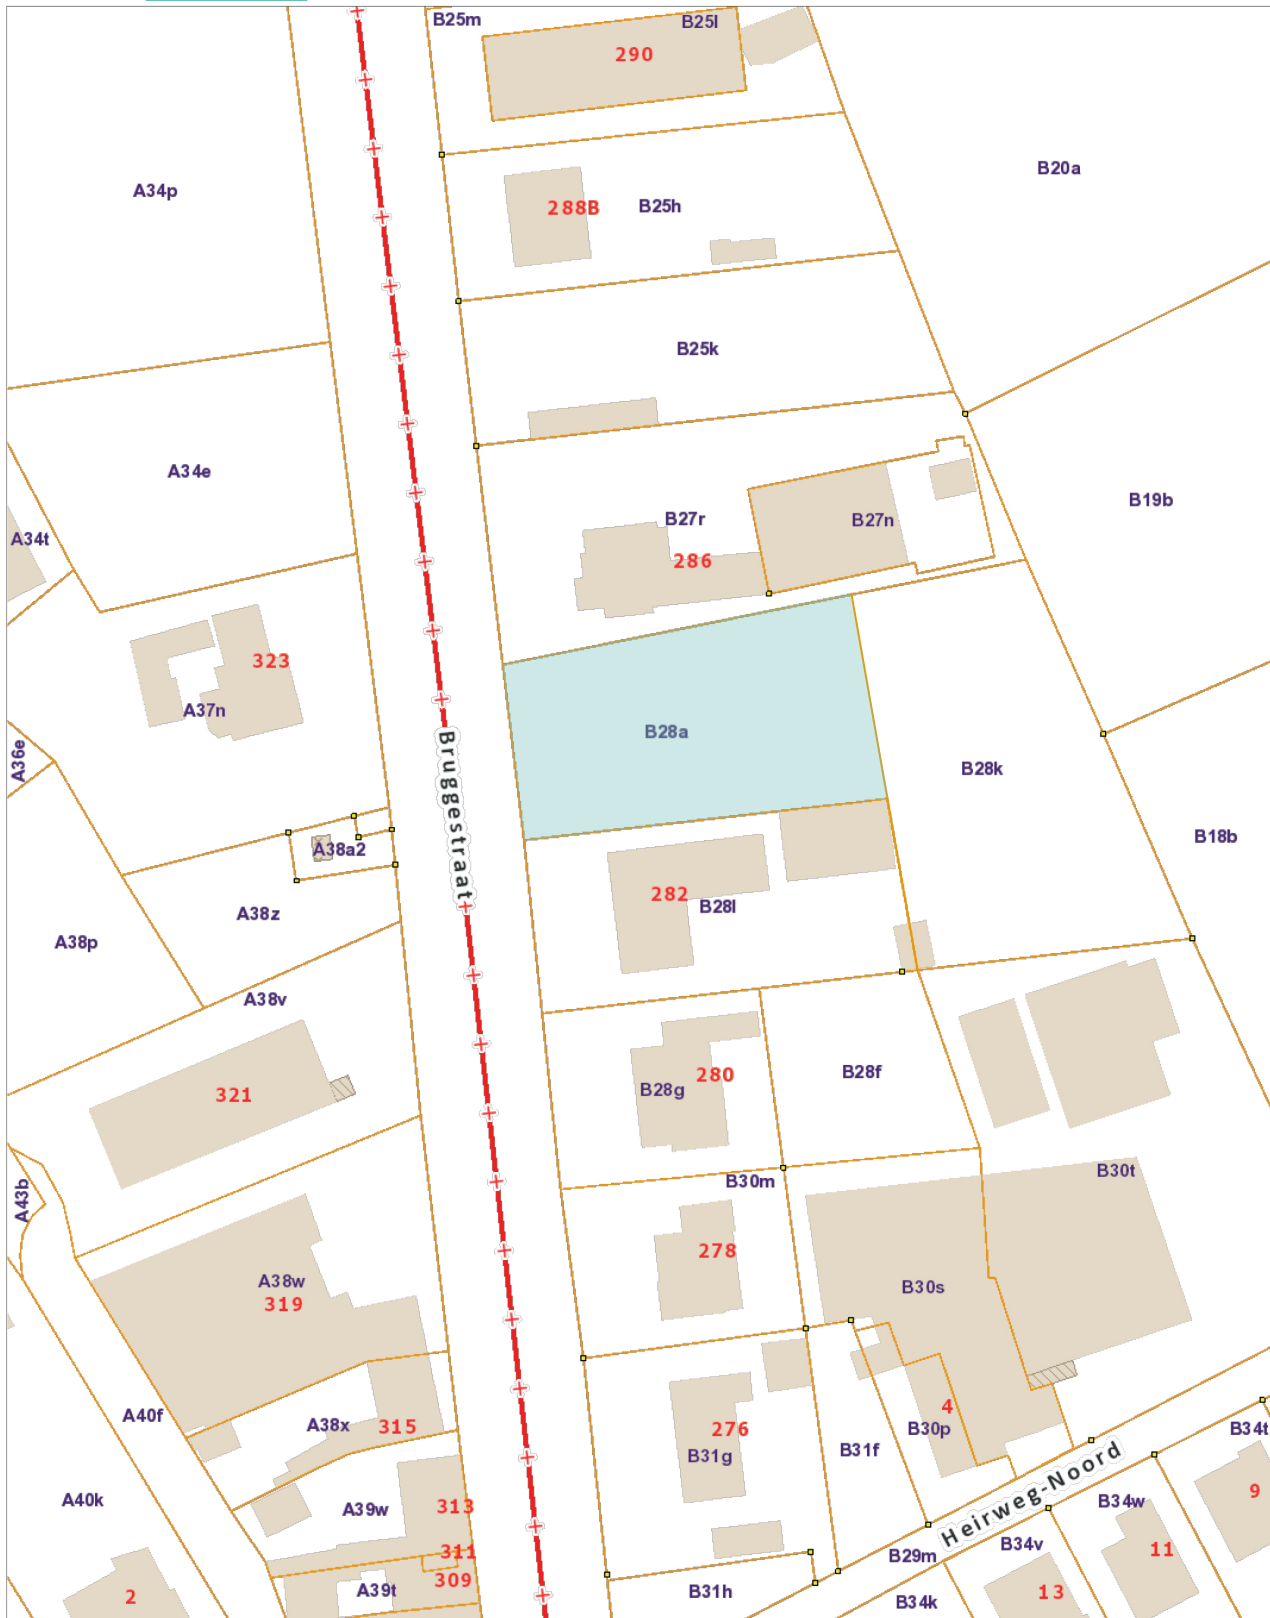 B25m
B25l
290
B20a
A34p
288B
B25h
B25k
A34e
B19b
B27r
B27n
A34t
286
323
A37n
B28a
A36e
B28k
Bruggestraat
B18b
A38a2
282
B28l
A38z
A38p
A38v
321
280
B28f
B28g
B30t
B30m
A43b
278
A38w
B30s
319
4
A40f
A38x
315
276
B30p
B34t
B31f
B31g
Heirweg-Noord
A40k
313
9
B34w
A39w
B34v
11
311
B29m
309
A39t
B31h
13
2
B34k